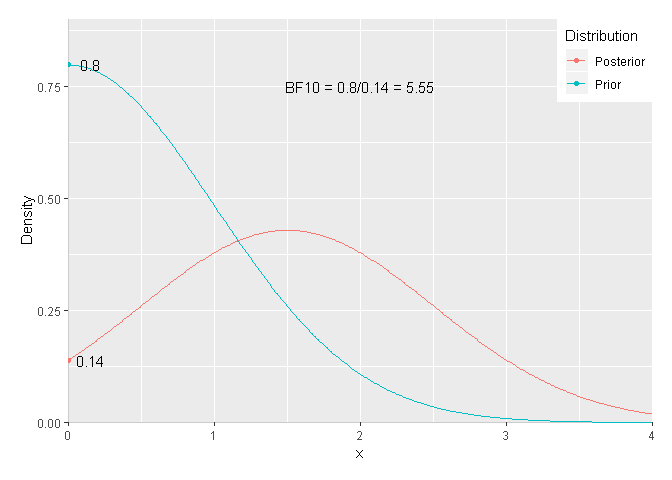 Distribution
Posterior
Prior
0.8
BF10 = 0.8/0.14 = 5.55
0.75
0.50
Density
0.25
0.14
0.00
0 1 2 3 4
x